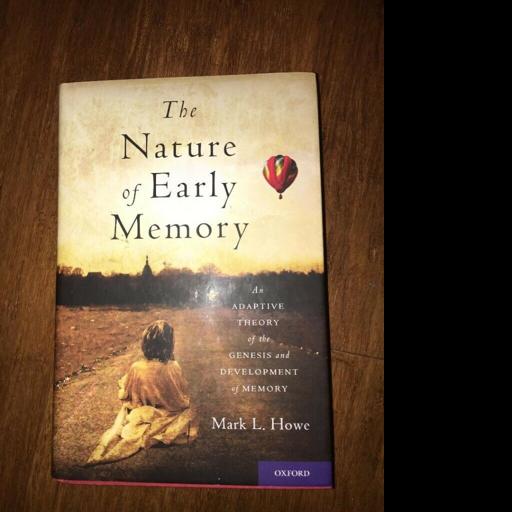 The
Nature
of Early
Memory
An
ADAPTIVE
THEORY
of the
GENESIS and
DEVELOPMENT
of MEMORY
Mark L. Howe
OXFORD